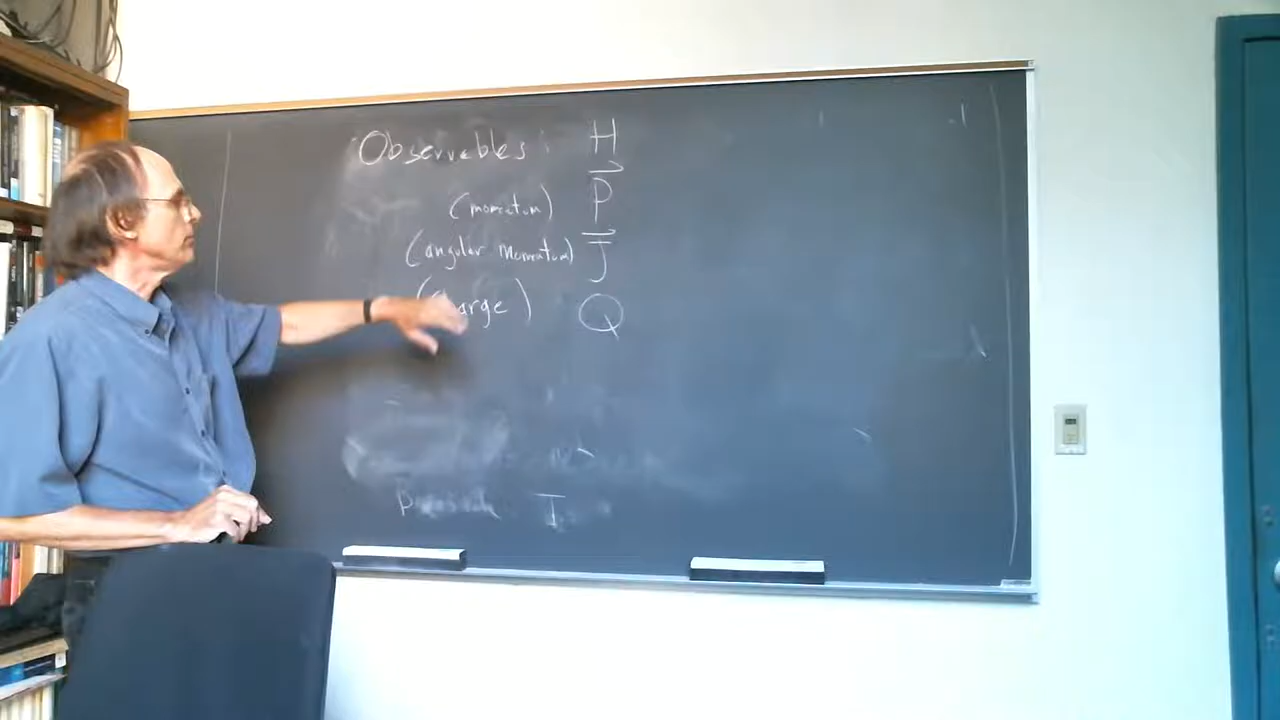 Observables: H
(momentum) P
(angular momentum) J
(charge) Q